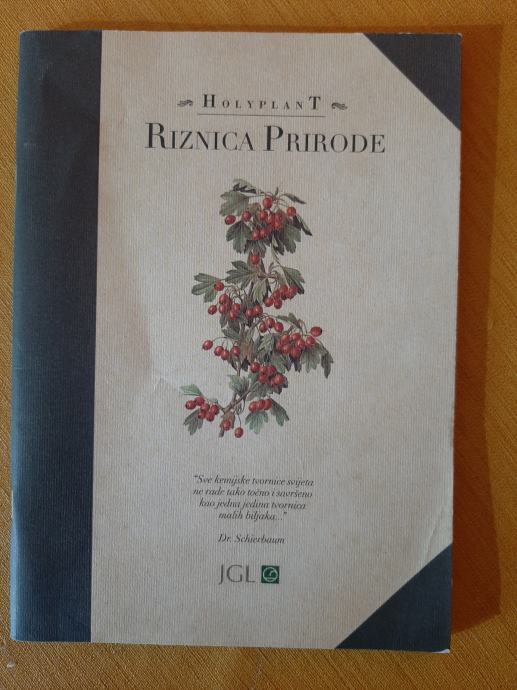 HOLYPLANT
RIZNICA PRIRODE
"Sve kemijske tvornice svijeta
ne rade tako točno i savršeno
kao jedna jedina tvornica
malih biljaka..."
Dr. Schierbaum
JGL